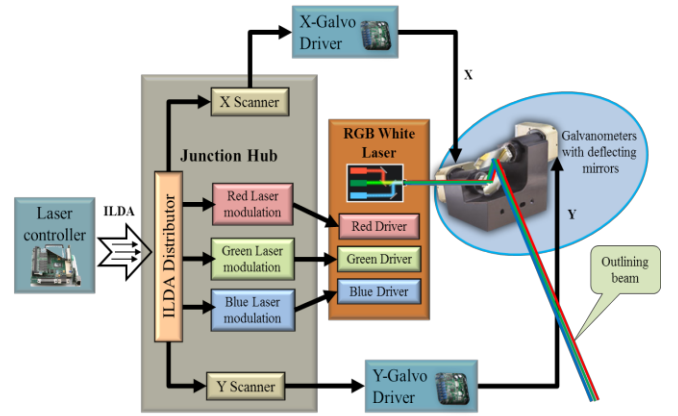 X-Galvo
Driver
X
X Scanner
Junction Hub
RGB White
Laser
Galvanometers
with deflecting
mirrors
Laser
controller
ILDA
ILDA Distributor
Red Laser
modulation
Red Driver
Y
Green Laser
modulation
Green Driver
Blue Laser
modulation
Blue Driver
Outlining
beam
Y Scanner
Y-Galvo
Driver